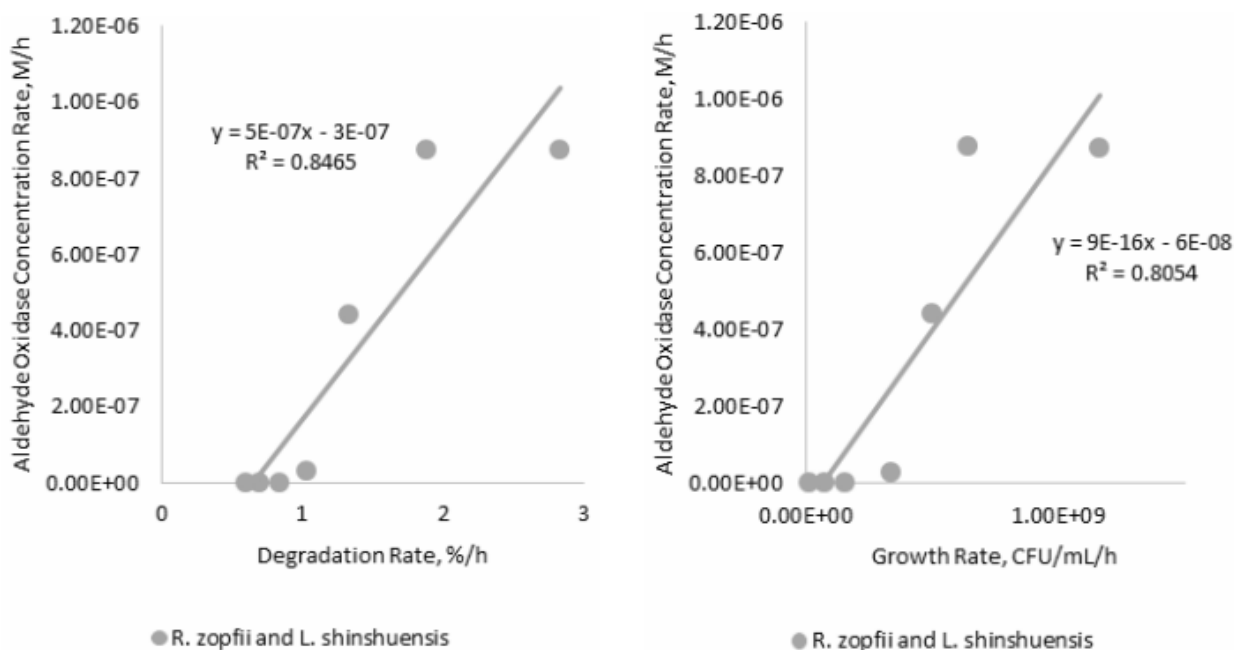 Aldehyde Oxidase Concentration Rate, M/h
1.20E-06
1.00E-06
8.00E-07
6.00E-07
4.00E-07
2.00E-07
0.00E+00
y = 5E-07x - 3E-07
R² = 0.8465
0
1
2
3
Degradation Rate, %/h
R. zopfii and L. shinshuensis
Aldehyde Oxidase Concentration Rate, M/h
1.20E-06
1.00E-06
8.00E-07
6.00E-07
4.00E-07
2.00E-07
0.00E+00
y = 9E-16x - 6E-08
R² = 0.8054
0.00E+00
1.00E+09
Growth Rate, CFU/mL/h
R. zopfii and L. shinshuensis